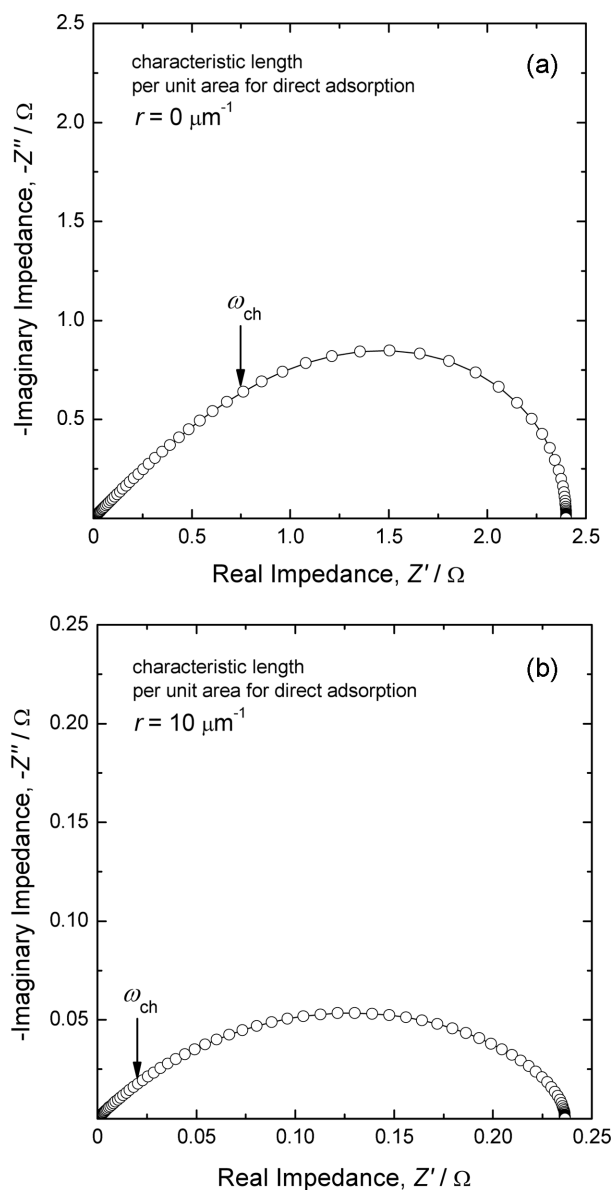 2.5
characteristic length
(a)
per unit area for direct adsorption
r = 0 μm⁻¹
2.0
1.5
1.0
0.5
ω_ch
-Imaginary Impedance, -Z″ / Ω
0 0.5 1.0 1.5 2.0 2.5
Real Impedance, Z′ / Ω
0.25
characteristic length
(b)
per unit area for direct adsorption
r = 10 μm⁻¹
0.20
0.15
0.10
0.05
ω_ch
-Imaginary Impedance, -Z″ / Ω
0 0.05 0.10 0.15 0.20 0.25
Real Impedance, Z′ / Ω